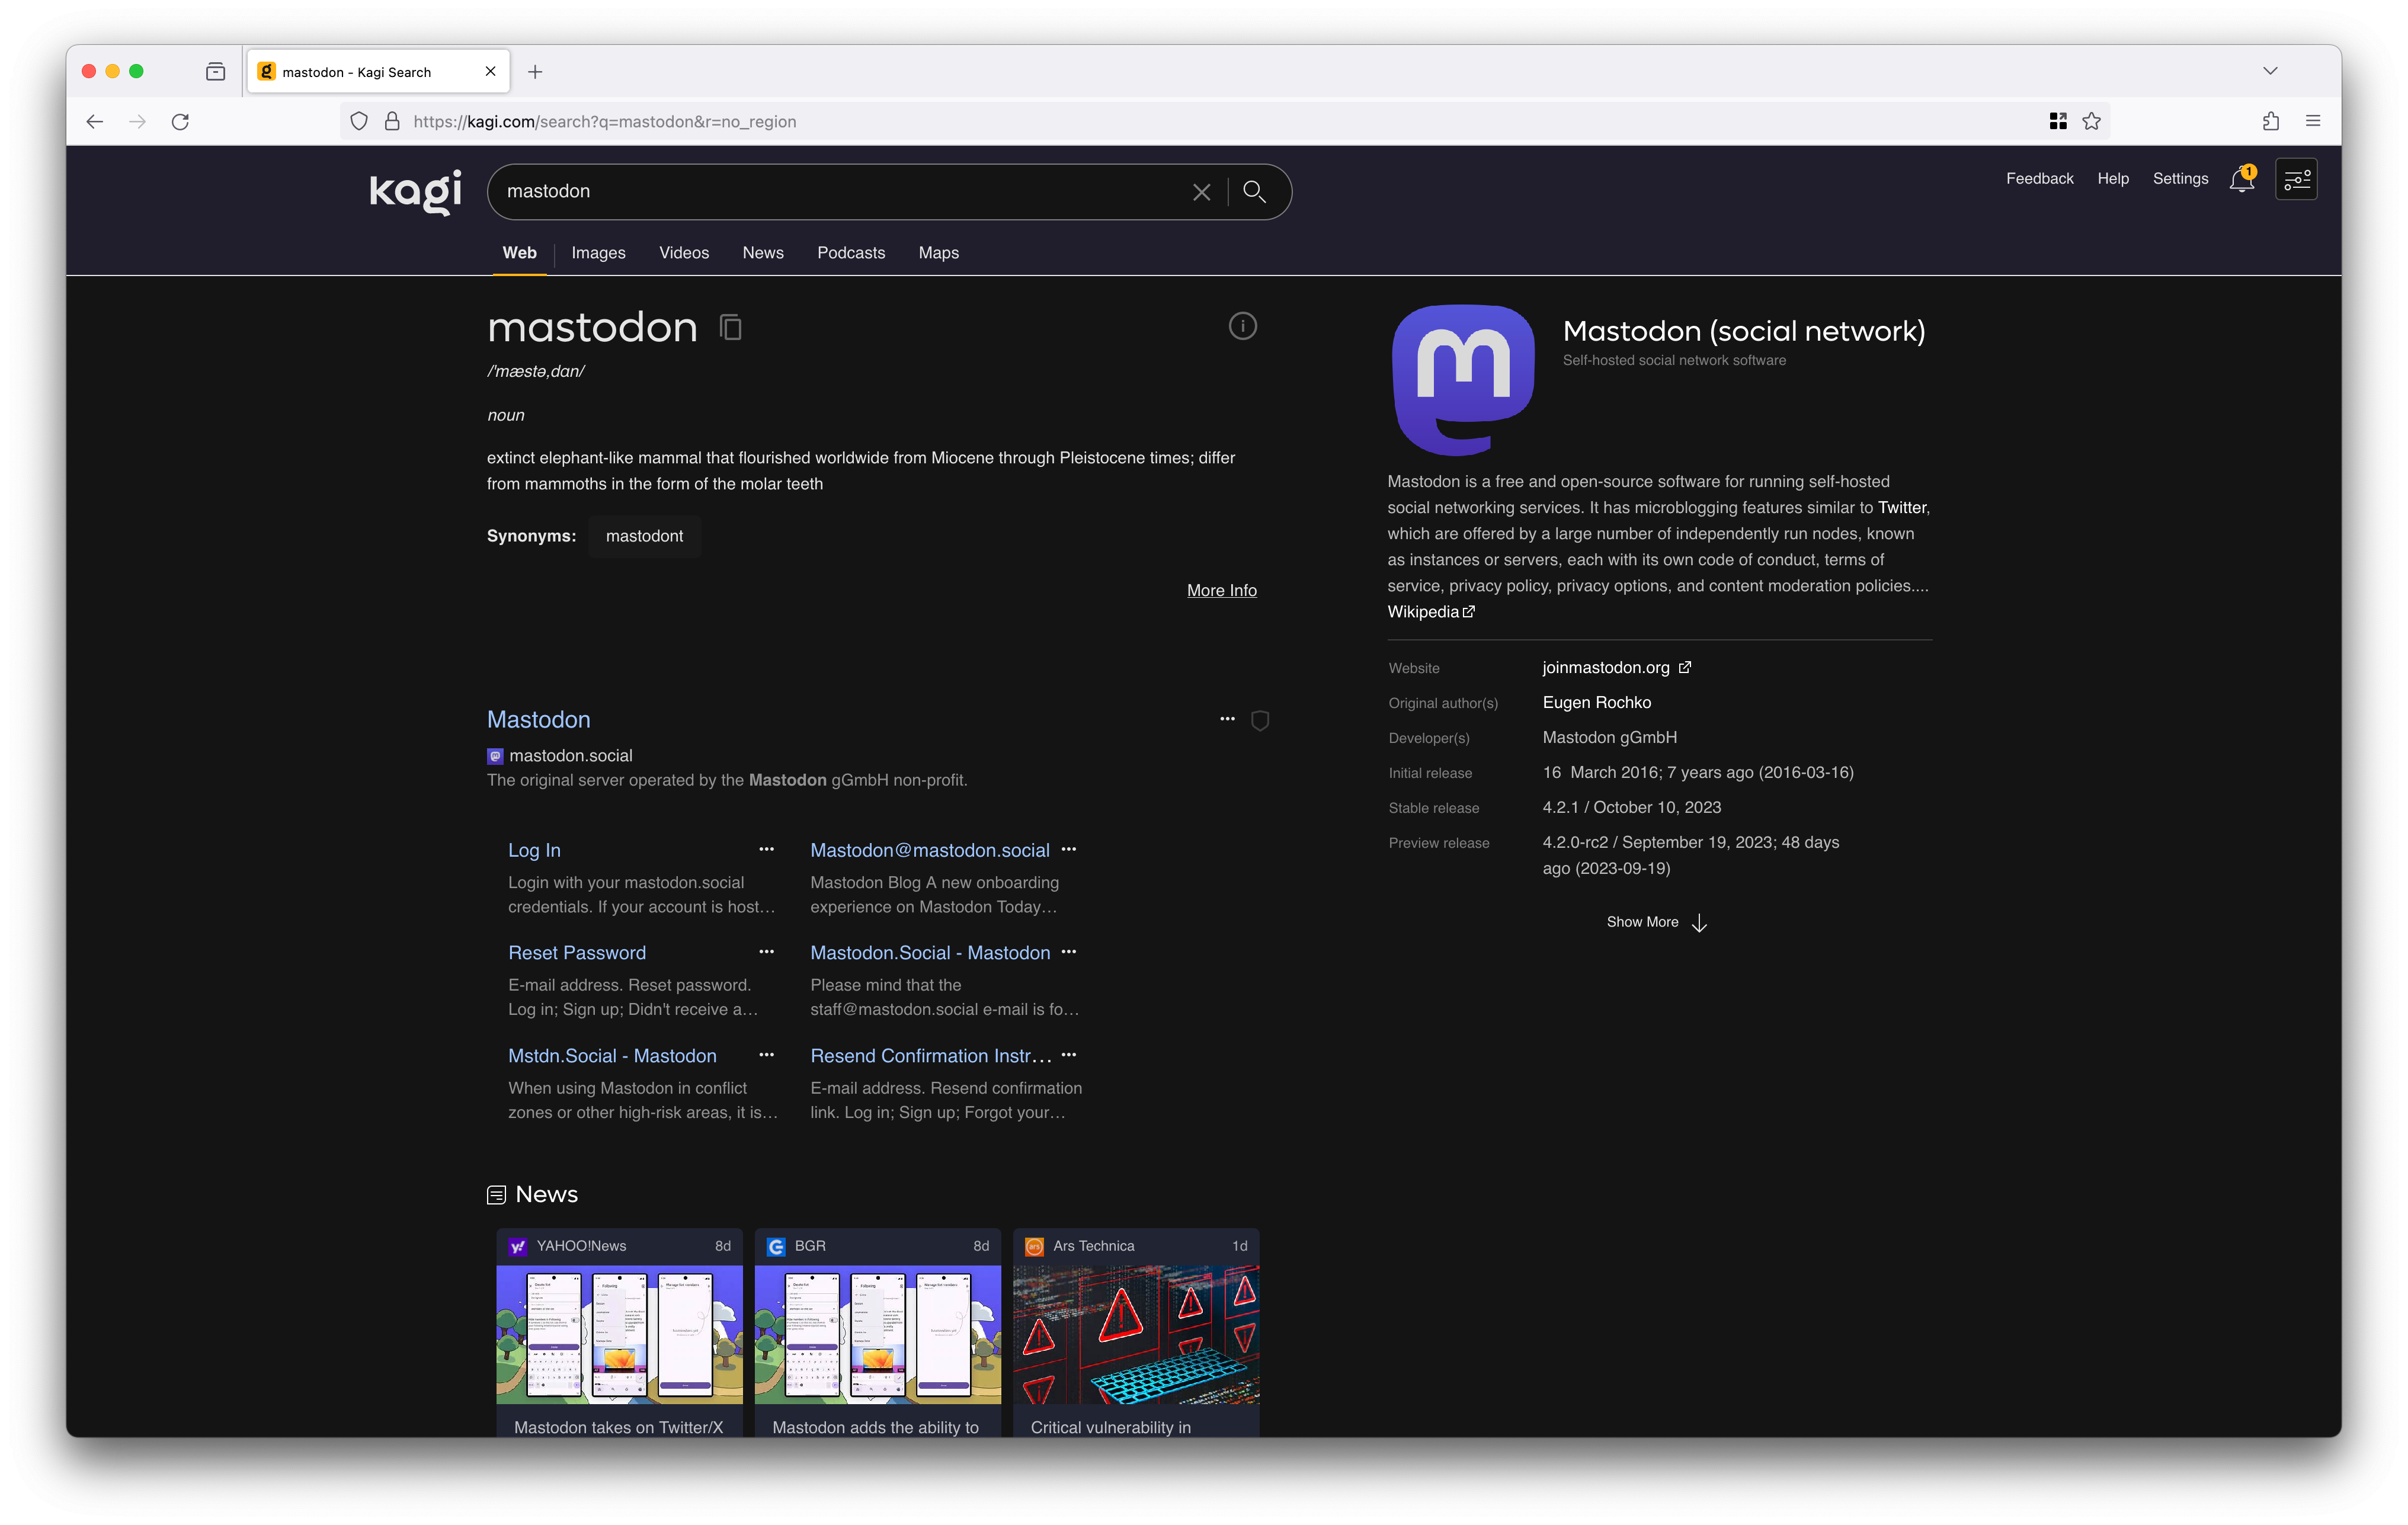 mastodon - Kagi Search
https://kagi.com/search?q=mastodon&r=no_region
kagi
mastodon
Feedback
Help
Settings
1
Web
Images
Videos
News
Podcasts
Maps
mastodon
/'mæstə,dɑn/
noun
extinct elephant-like mammal that flourished worldwide from Miocene through Pleistocene times; differ
from mammoths in the form of the molar teeth
Synonyms: mastodont
More Info
Mastodon
mastodon.social
The original server operated by the Mastodon gGmbH non-profit.
Log In
Login with your mastodon.social
credentials. If your account is host…
Mastodon@mastodon.social
Mastodon Blog A new onboarding
experience on Mastodon Today…
Reset Password
E-mail address. Reset password.
Log in; Sign up; Didn't receive a…
Mastodon.Social - Mastodon
Please mind that the
staff@mastodon.social e-mail is fo…
Mstdn.Social - Mastodon
When using Mastodon in conflict
zones or other high-risk areas, it is…
Resend Confirmation Instr…
E-mail address. Resend confirmation
link. Log in; Sign up; Forgot your…
News
YAHOO!News 8d
Mastodon takes on Twitter/X
BGR 8d
Mastodon adds the ability to
Ars Technica 1d
Critical vulnerability in
Mastodon (social network)
Self-hosted social network software
Mastodon is a free and open-source software for running self-hosted
social networking services. It has microblogging features similar to Twitter,
which are offered by a large number of independently run nodes, known
as instances or servers, each with its own code of conduct, terms of
service, privacy policy, privacy options, and content moderation policies....
Wikipedia
Website joinmastodon.org
Original author(s) Eugen Rochko
Developer(s) Mastodon gGmbH
Initial release 16 March 2016; 7 years ago (2016-03-16)
Stable release 4.2.1 / October 10, 2023
Preview release 4.2.0-rc2 / September 19, 2023; 48 days
ago (2023-09-19)
Show More